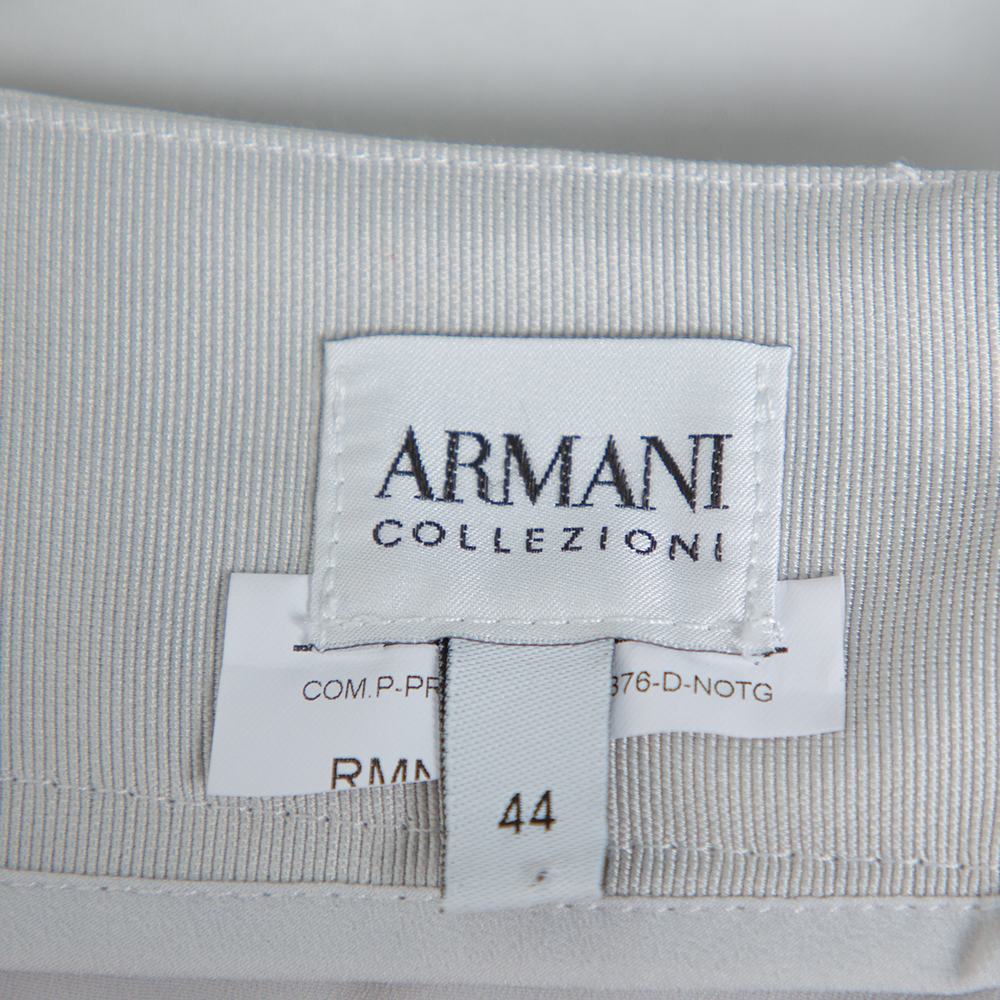 ARMANI
COLLEZIONI
COM.P-PR 376-D-NOTG
44